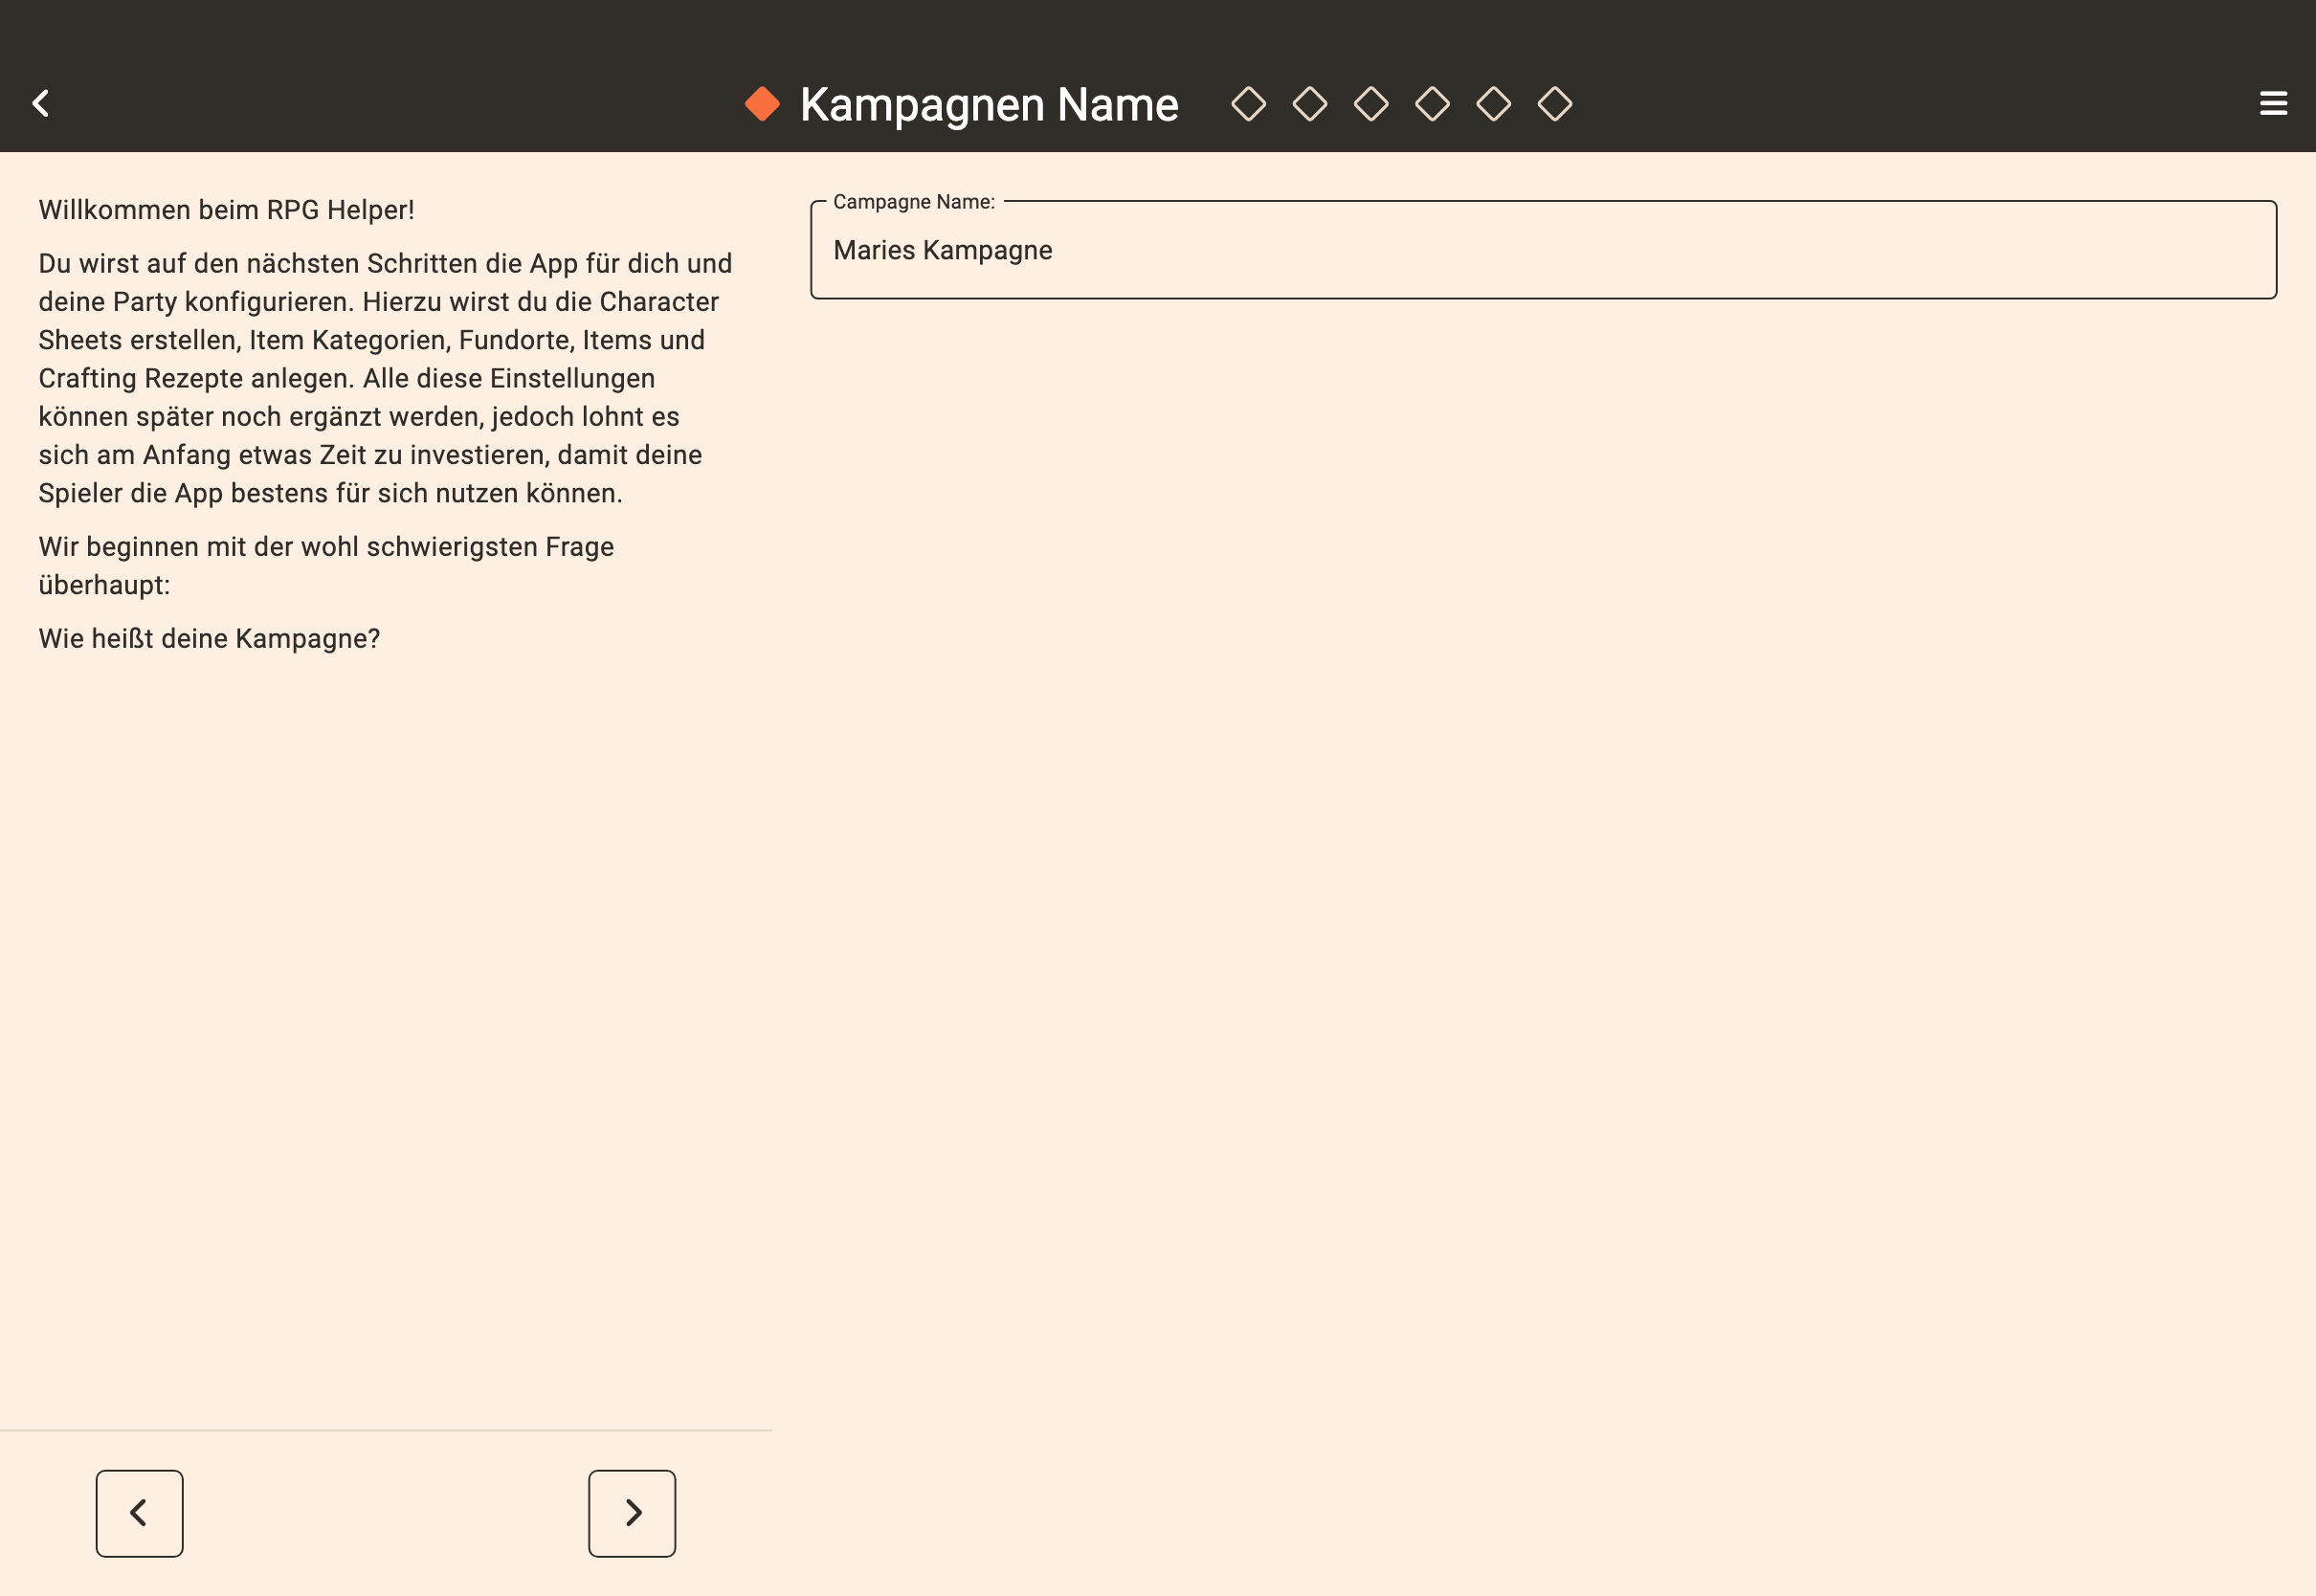 Kampagnen Name
Willkommen beim RPG Helper!
Du wirst auf den nächsten Schritten die App für dich und
deine Party konfigurieren. Hierzu wirst du die Character
Sheets erstellen, Item Kategorien, Fundorte, Items und
Crafting Rezepte anlegen. Alle diese Einstellungen
können später noch ergänzt werden, jedoch lohnt es
sich am Anfang etwas Zeit zu investieren, damit deine
Spieler die App bestens für sich nutzen können.
Wir beginnen mit der wohl schwierigsten Frage
überhaupt:
Wie heißt deine Kampagne?
Campagne Name:
Maries Kampagne